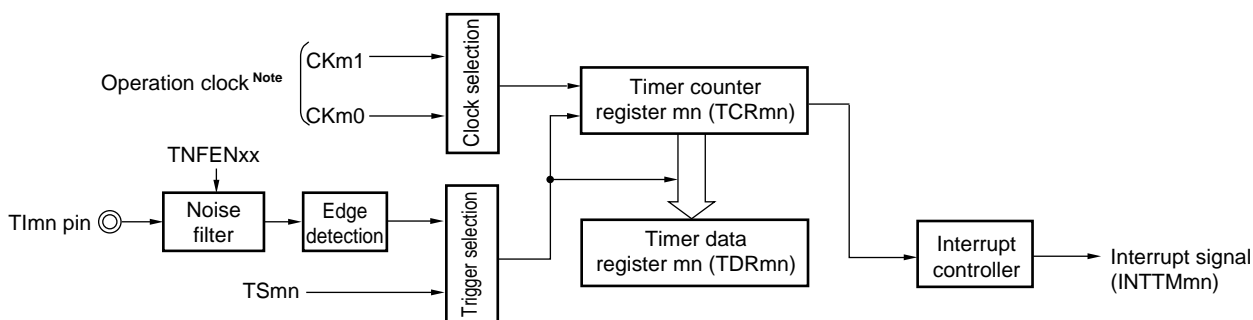 Operation clock Note
CKm1
CKm0
Clock selection
Timer counter
register mn (TCRmn)
TNFENxx
TImn pin
Noise
filter
Edge
detection
TSmn
Trigger selection
Timer data
register mn (TDRmn)
Interrupt
controller
Interrupt signal
(INTTMmn)